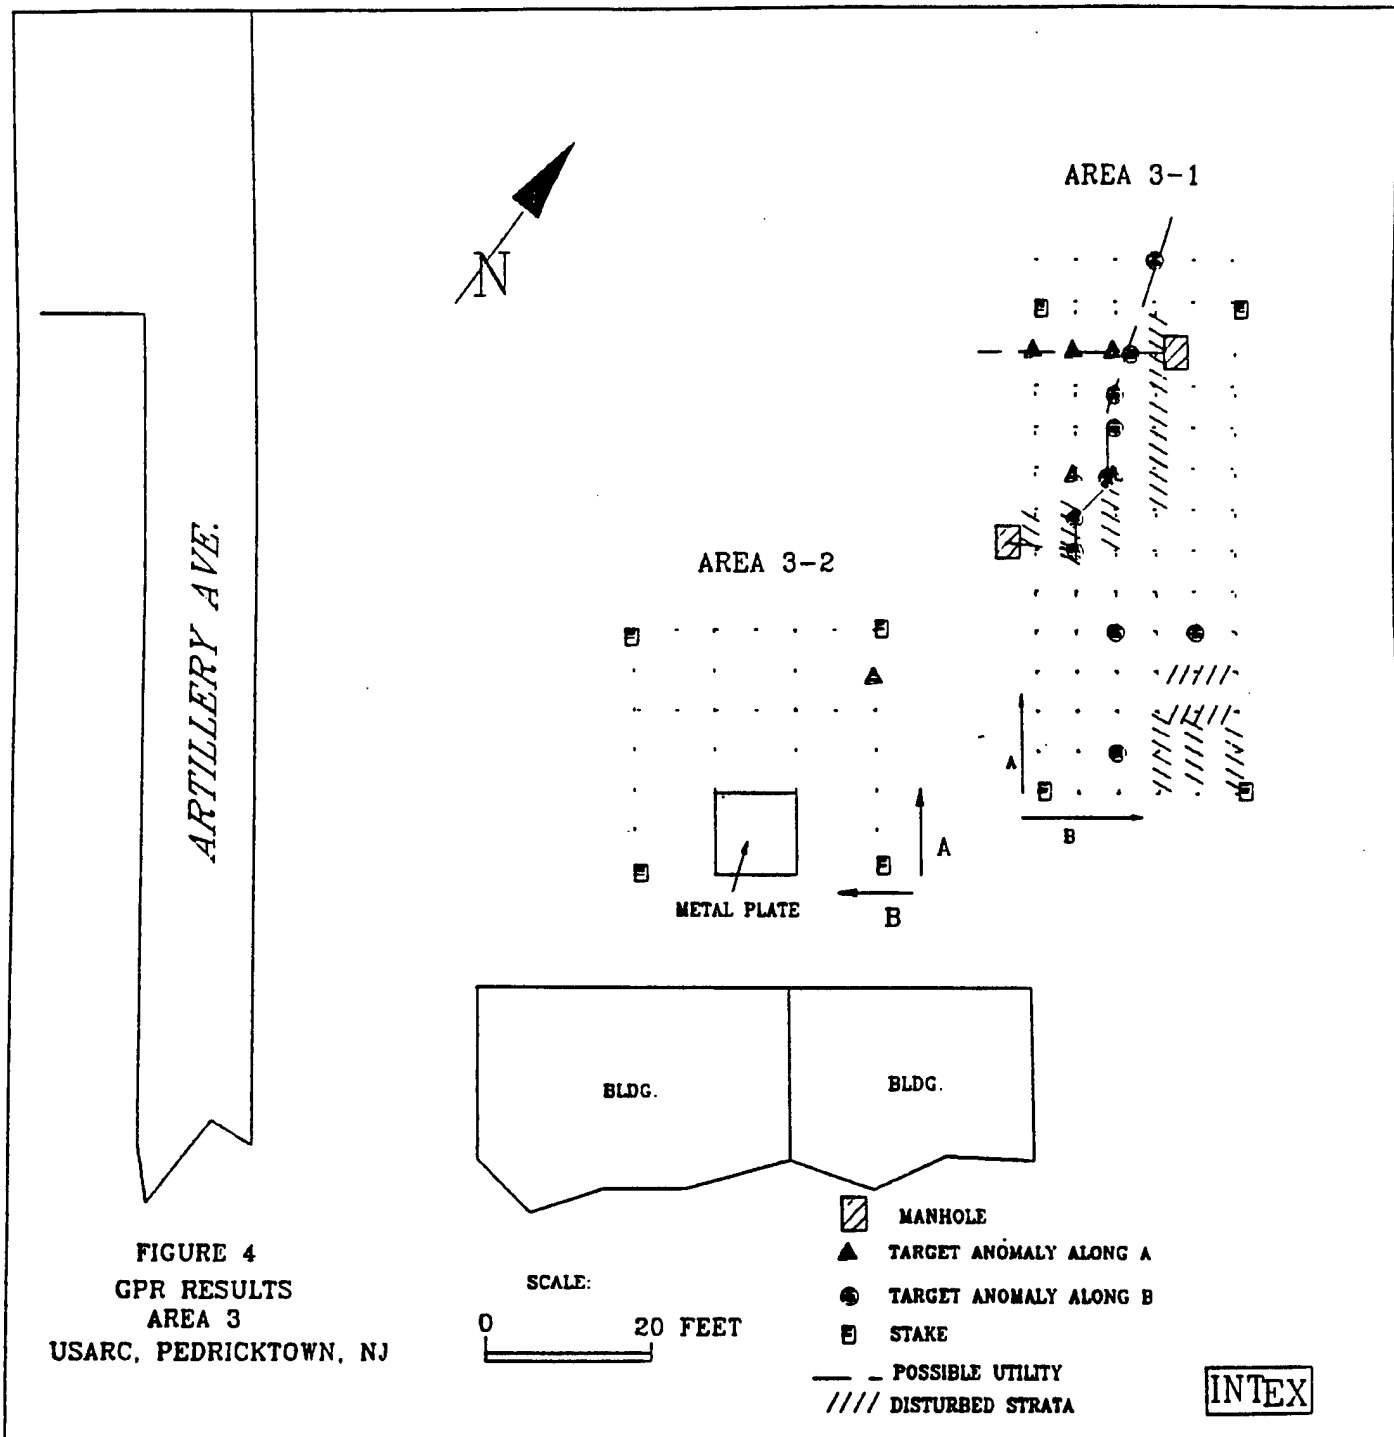 AREA 3-1
N
ARTILLERY AVE.
AREA 3-2
A
B
A
B
METAL PLATE
BLDG.
BLDG.
MANHOLE
TARGET ANOMALY ALONG A
TARGET ANOMALY ALONG B
STAKE
POSSIBLE UTILITY
DISTURBED STRATA
FIGURE 4
GPR RESULTS
AREA 3
USARC, PEDRICKTOWN, NJ
SCALE:
0 20 FEET
INTEX